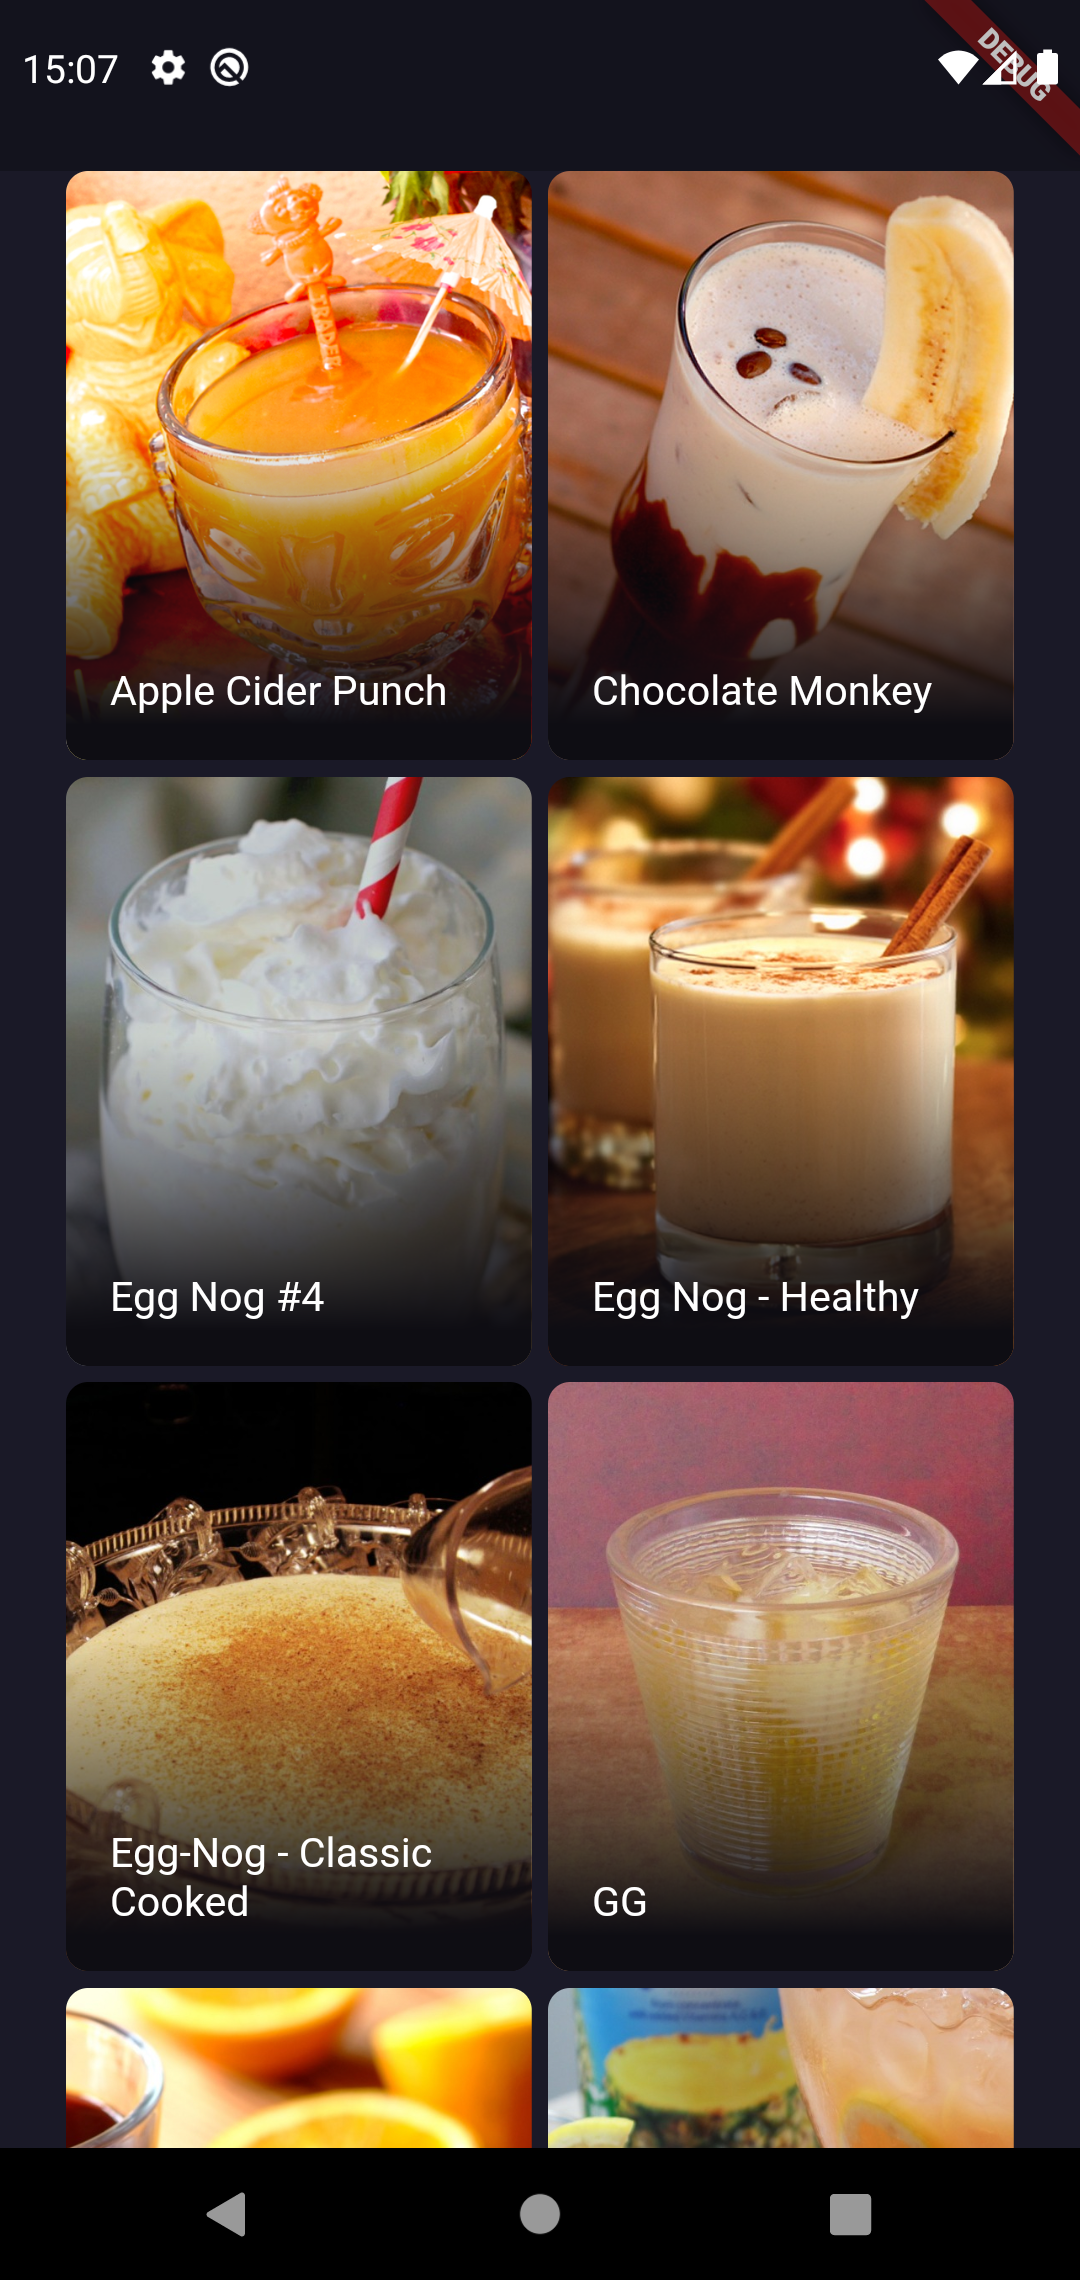 15:07
DEBUG
TRADER
Apple Cider Punch
Chocolate Monkey
Egg Nog #4
Egg Nog - Healthy
Egg-Nog - Classic
Cooked
GG